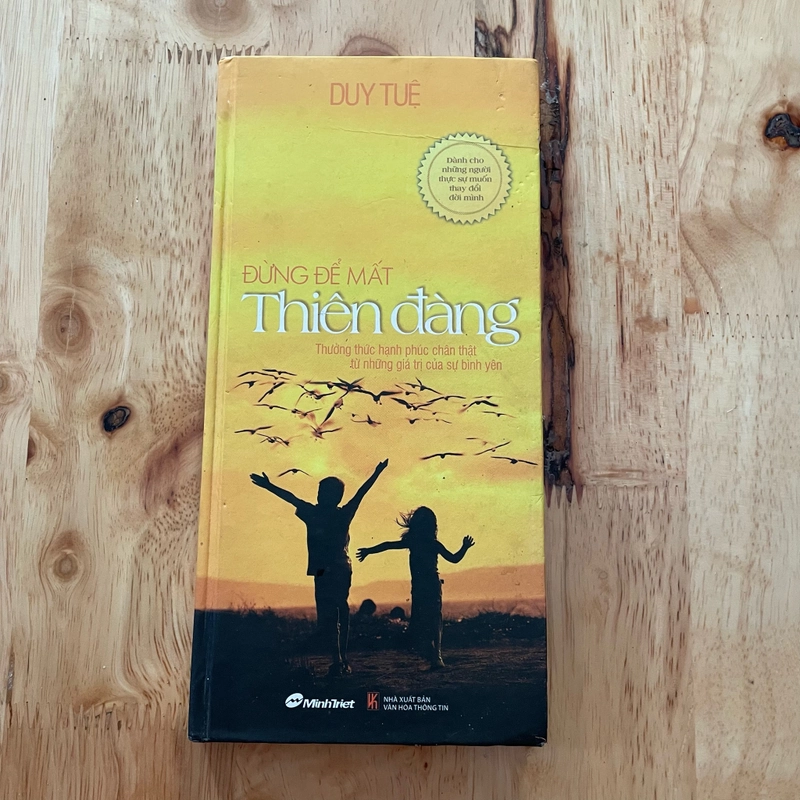 DUY TUỆ
Dành cho
những người
thực sự muốn
thay đổi
đời mình
ĐỪNG ĐỂ MẤT
Thiên đàng
Thưởng thức hạnh phúc chân thật
từ những giá trị của sự bình yên
MinhTriet
NHÀ XUẤT BẢN
VĂN HÓA THÔNG TIN